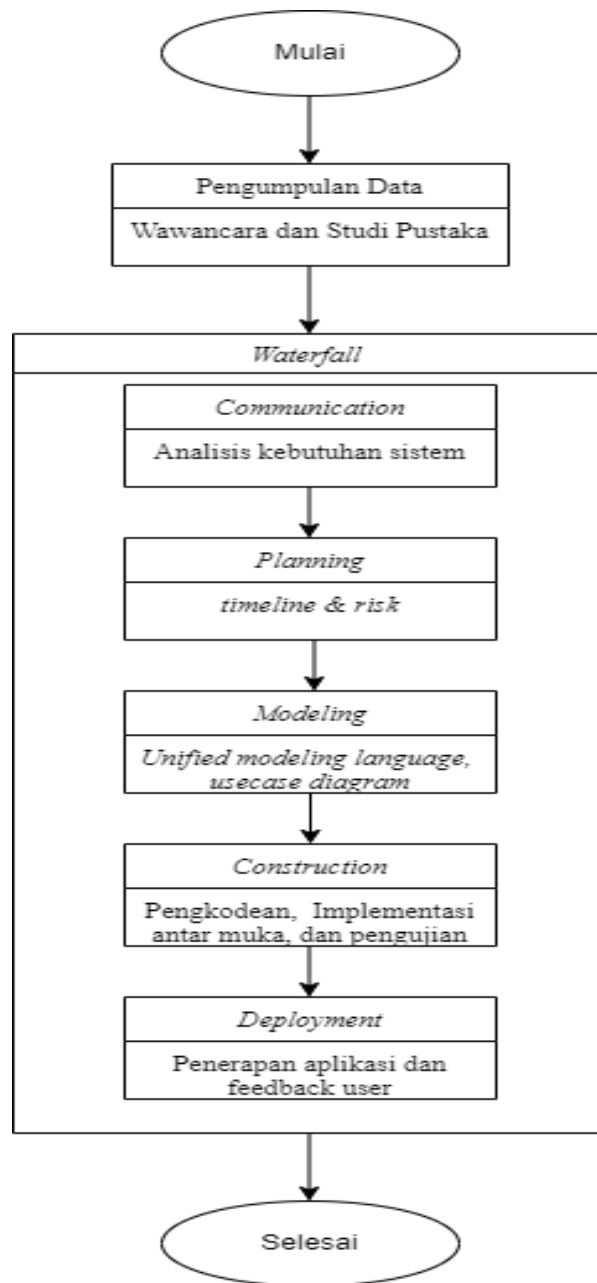 Mulai
Pengumpulan Data
Wawancara dan Studi Pustaka
Waterfall
Communication
Analisis kebutuhan sistem
Planning
timeline & risk
Modeling
Unified modeling language,
usecase diagram
Construction
Pengkodean, Implementasi
antar muka, dan pengujian
Deployment
Penerapan aplikasi dan
feedback user
Selesai